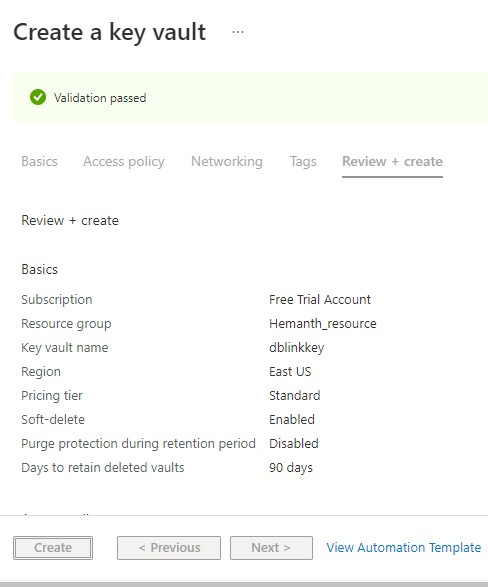 Create a key vault ...
Validation passed
Basics Access policy Networking Tags Review + create
Review + create
Basics
Subscription Free Trial Account
Resource group Hemanth_resource
Key vault name dblinkkey
Region East US
Pricing tier Standard
Soft-delete Enabled
Purge protection during retention period Disabled
Days to retain deleted vaults 90 days
Create < Previous Next > View Automation Template